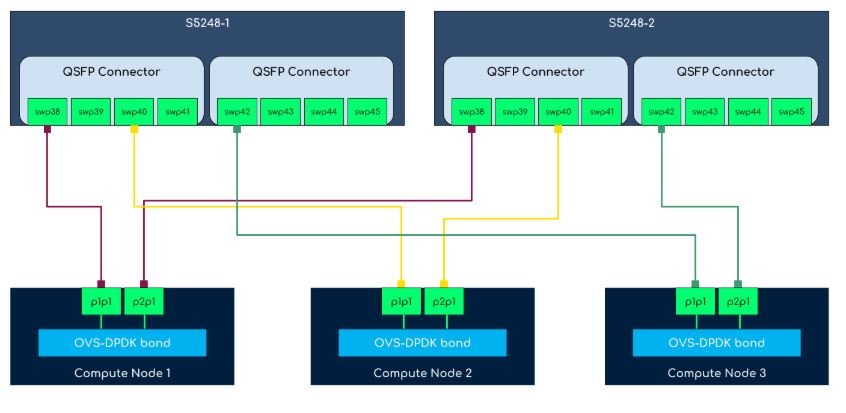 S5248-1 S5248-2
QSFP Connector QSFP Connector QSFP Connector QSFP Connector
swp38 swp39 swp40 swp41 swp42 swp43 swp44 swp45 swp38 swp39 swp40 swp41 swp42 swp43 swp44 swp45
p1p1 p2p1 p1p1 p2p1 p1p1 p2p1
OVS-DPDK bond OVS-DPDK bond OVS-DPDK bond
Compute Node 1 Compute Node 2 Compute Node 3